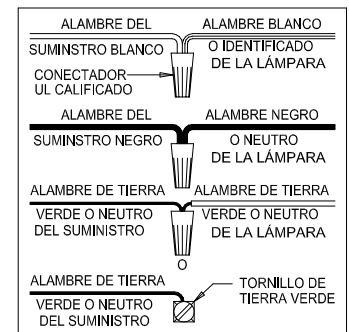 ALAMBRE DEL
SUMINSTRO BLANCO
ALAMBRE BLANCO
O IDENTIFICADO
DE LA LÁMPARA
CONECTADOR
UL CALIFICADO
ALAMBRE DEL
SUMINSTRO NEGRO
ALAMBRE NEGRO
O NEUTRO
DE LA LÁMPARA
ALAMBRE DE TIERRA
VERDE O NEUTRO
DEL SUMINISTRO
ALAMBRE DE TIERRA
VERDE O NEUTRO
DE LA LÁMPARA
O
ALAMBRE DE TIERRA
VERDE O NEUTRO
DEL SUMINISTRO
TORNILLO DE
TIERRA VERDE